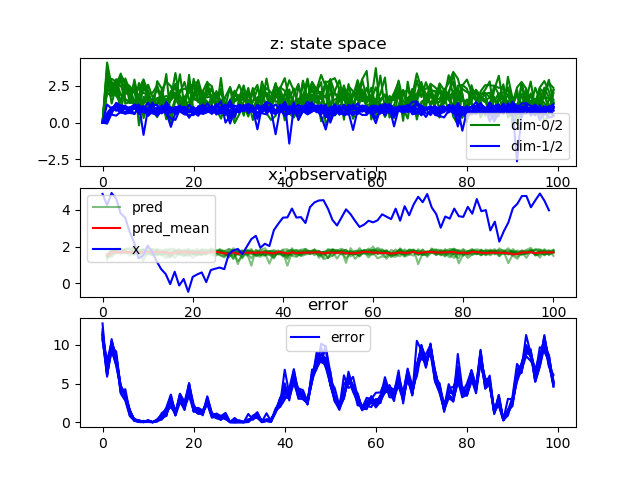 z: state space
2.5
0.0
−2.5
dim-0/2
dim-1/2
0 20 40 60 80 100
x: observation
4
2
0
pred
pred_mean
x
0 20 40 60 80 100
error
10
5
0
error
0 20 40 60 80 100